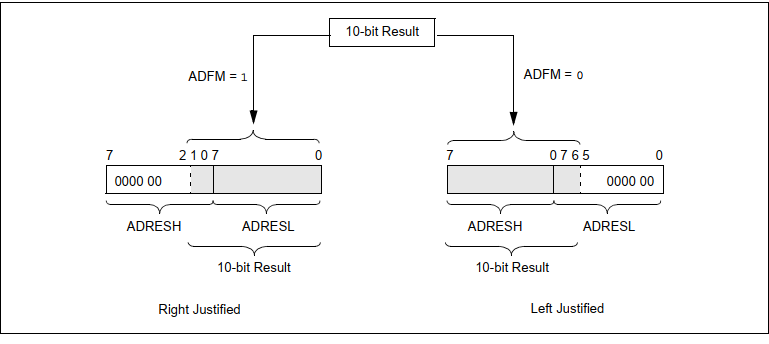 10-bit Result
ADFM = 1
ADFM = 0
7 2 1 0 7 0
7 0 7 6 5 0
0000 00
0000 00
ADRESH ADRESL
ADRESH ADRESL
10-bit Result
10-bit Result
Right Justified
Left Justified